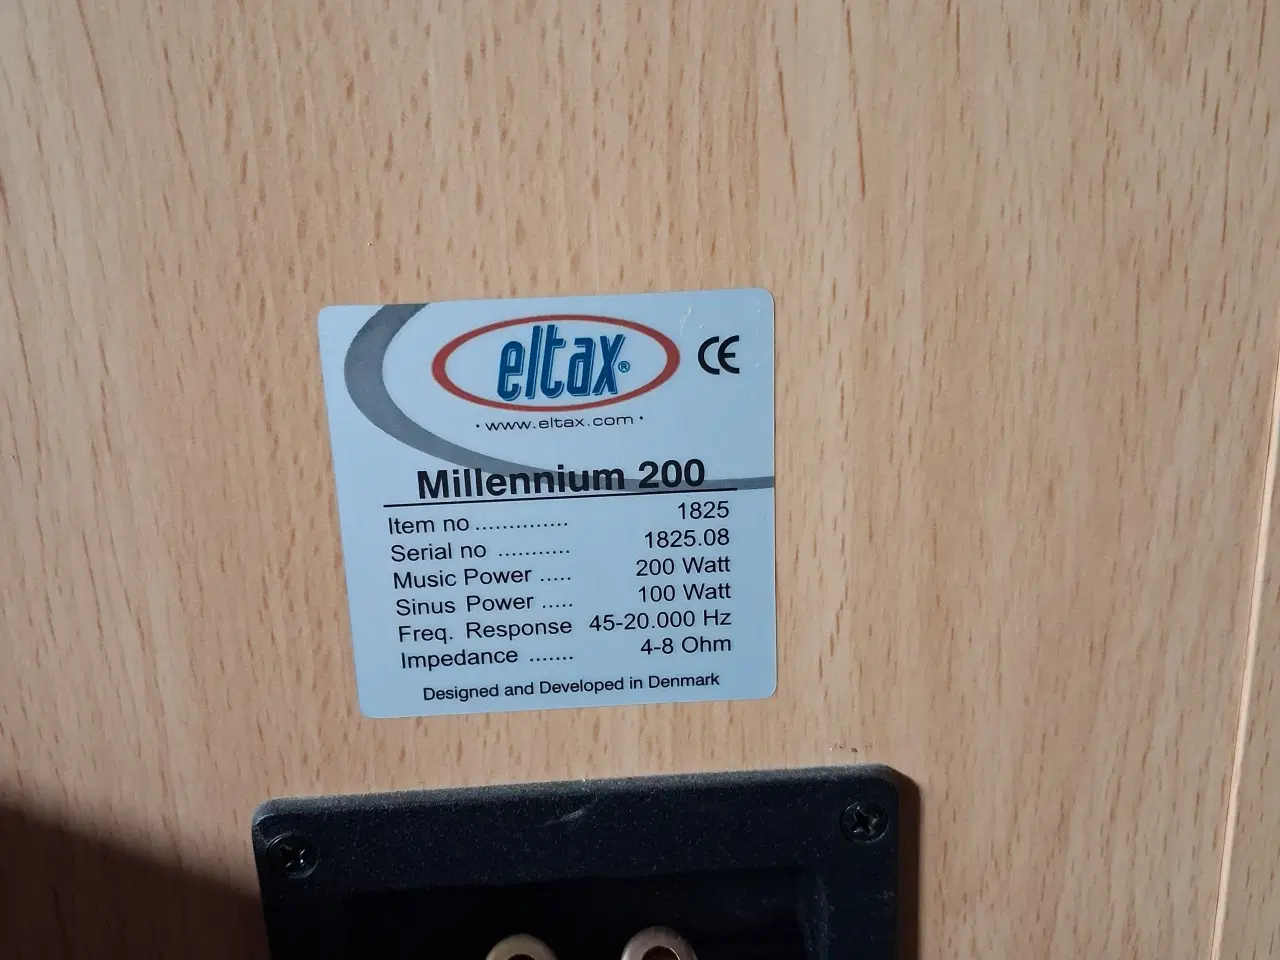 eltax®
CE
• www.eltax.com •
Millennium 200
Item no .............. 1825
Serial no ........... 1825.08
Music Power ..... 200 Watt
Sinus Power ..... 100 Watt
Freq. Response 45-20.000 Hz
Impedance ....... 4-8 Ohm
Designed and Developed in Denmark